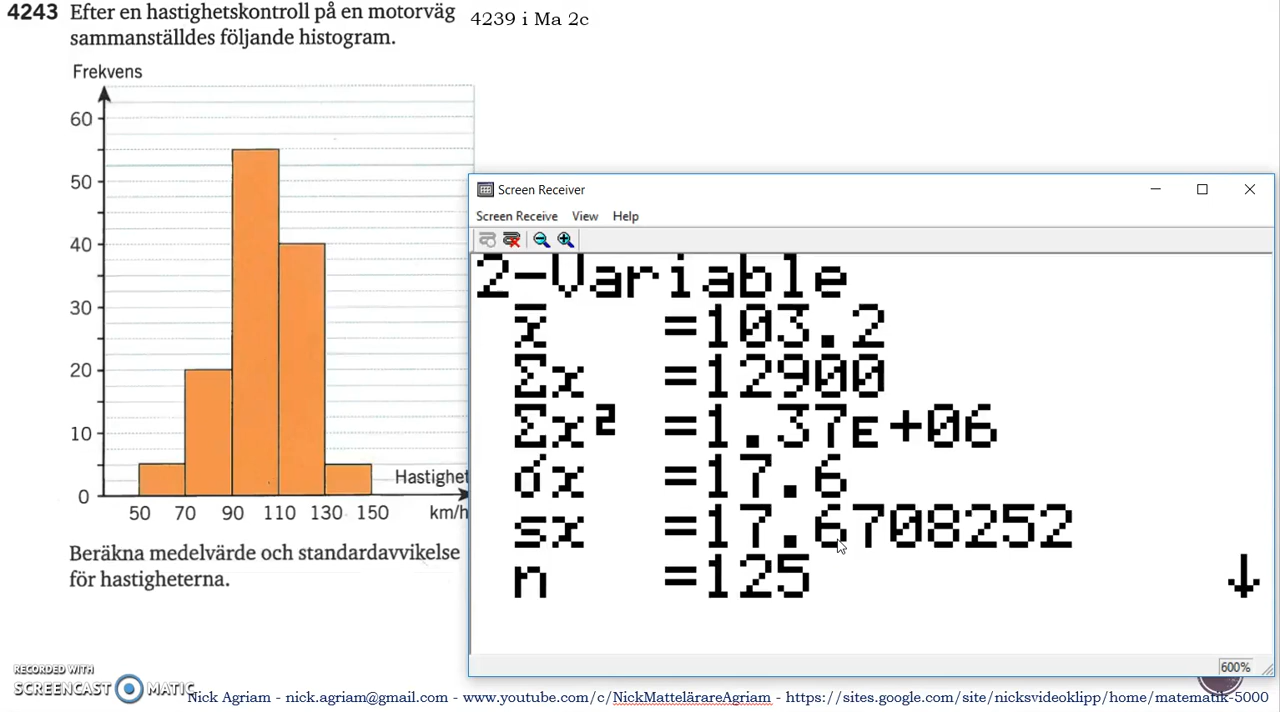 4243 Efter en hastighetskontroll på en motorväg
sammanställdes följande histogram.
4239 i Ma 2c
Frekvens
60
50
40
30
20
10
0
50 70 90 110 130 150
Hastighet
km/h
Beräkna medelvärde och standardavvikelse
för hastigheterna.
Screen Receiver
Screen Receive View Help
2-Variable
x̄ =103.2
Σx =12900
Σx² =1.37E+06
σx =17.6
sx =17.6708252
n =125
600%
RECORDED WITH
SCREENCAST MATIC
Nick Agriam - nick.agriam@gmail.com - www.youtube.com/c/NickMattelärareAgriam - https://sites.google.com/site/nicksvideoklipp/home/matematik-5000